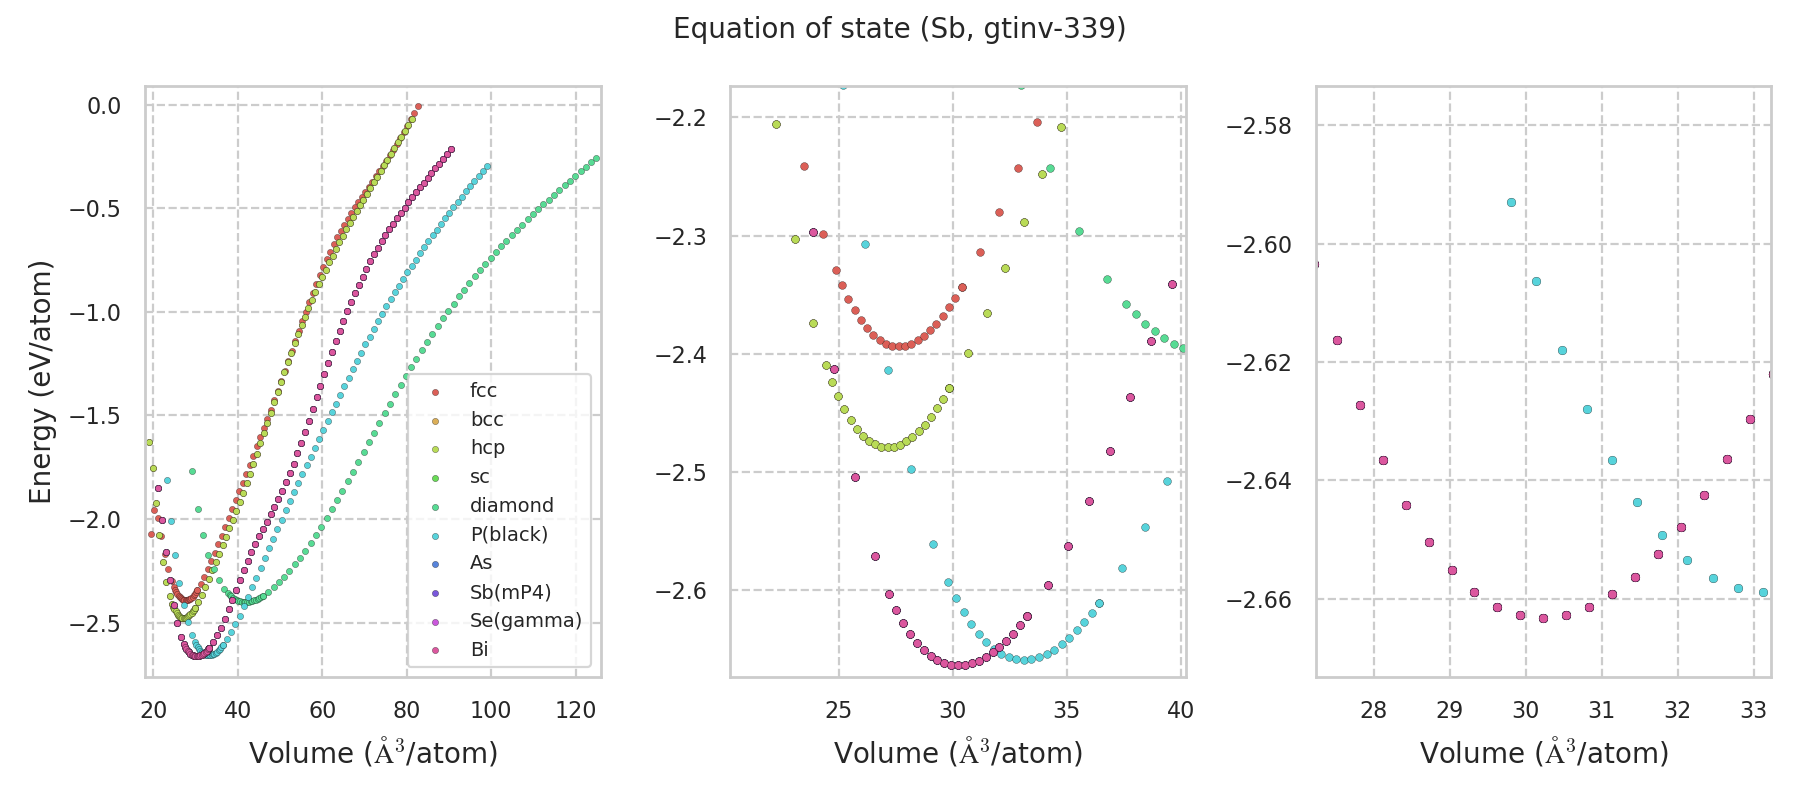 Equation of state (Sb, gtinv-339)
Energy (eV/atom)
0.0
−0.5
−1.0
−1.5
−2.0
−2.5
20 40 60 80 100 120
Volume (Å³/atom)
fcc
bcc
hcp
sc
diamond
P(black)
As
Sb(mP4)
Se(gamma)
Bi
−2.2
−2.3
−2.4
−2.5
−2.6
25 30 35 40
Volume (Å³/atom)
−2.58
−2.60
−2.62
−2.64
−2.66
28 29 30 31 32 33
Volume (Å³/atom)